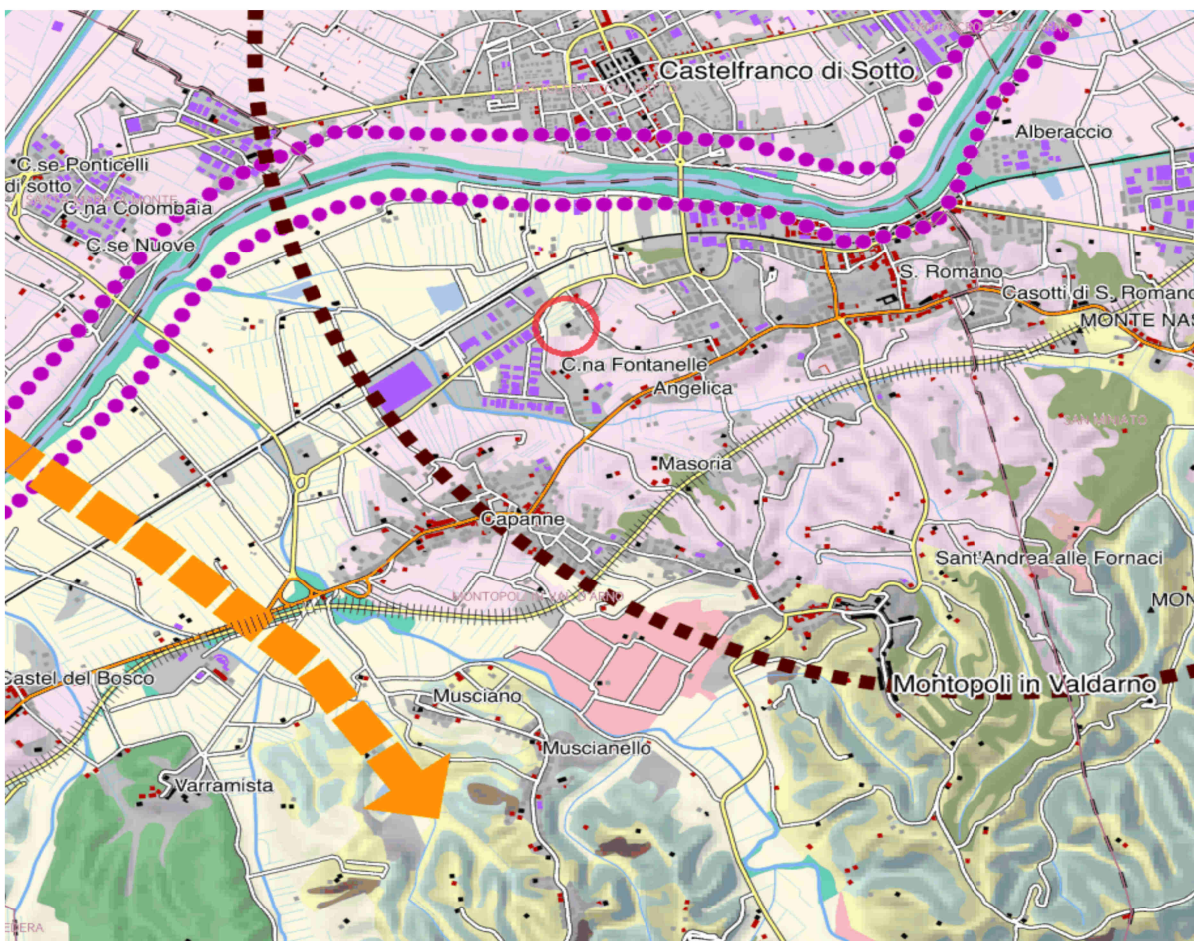 Castelfranco di Sotto
Alberaccio
C.se Ponticelli
di sotto
C.na Colombaia
C.se Nuove
S. Romano
Casotti di S. Romano
MONTE NAS
C.na Fontanelle
Angelica
SAN MINIATO
Masoria
Capanne
Sant'Andrea alle Fornaci
MONTOPOLI IN VAL D'ARNO
MON
Castel del Bosco
Montopoli in Valdarno
Musciano
Muscianello
Varramista
EDERA